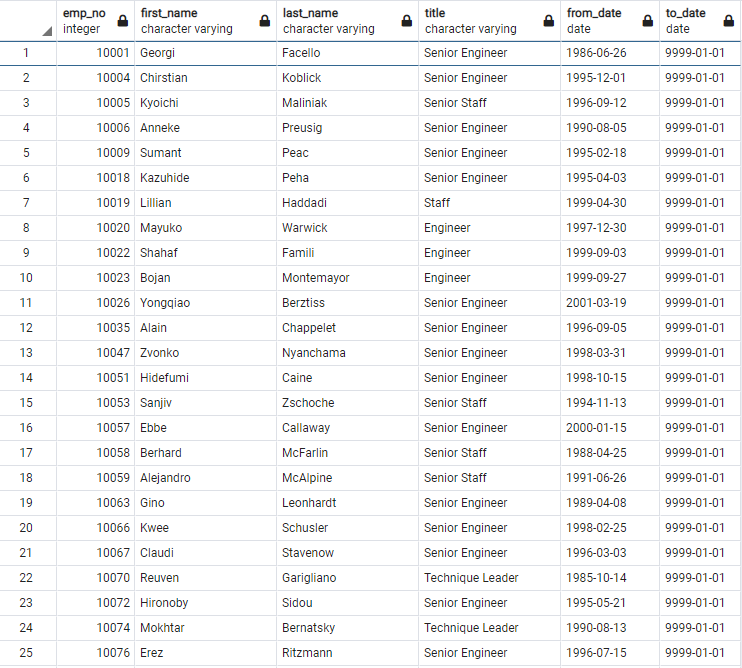 emp_no first_name last_name title from_date to_date
integer character varying character varying character varying date date
1 10001 Georgi Facello Senior Engineer 1986-06-26 9999-01-01
2 10004 Chirstian Koblick Senior Engineer 1995-12-01 9999-01-01
3 10005 Kyoichi Maliniak Senior Staff 1996-09-12 9999-01-01
4 10006 Anneke Preusig Senior Engineer 1990-08-05 9999-01-01
5 10009 Sumant Peac Senior Engineer 1995-02-18 9999-01-01
6 10018 Kazuhide Peha Senior Engineer 1995-04-03 9999-01-01
7 10019 Lillian Haddadi Staff 1999-04-30 9999-01-01
8 10020 Mayuko Warwick Engineer 1997-12-30 9999-01-01
9 10022 Shahaf Famili Engineer 1999-09-03 9999-01-01
10 10023 Bojan Montemayor Engineer 1999-09-27 9999-01-01
11 10026 Yongqiao Berztiss Senior Engineer 2001-03-19 9999-01-01
12 10035 Alain Chappelet Senior Engineer 1996-09-05 9999-01-01
13 10047 Zvonko Nyanchama Senior Engineer 1998-03-31 9999-01-01
14 10051 Hidefumi Caine Senior Engineer 1998-10-15 9999-01-01
15 10053 Sanjiv Zschoche Senior Staff 1994-11-13 9999-01-01
16 10057 Ebbe Callaway Senior Engineer 2000-01-15 9999-01-01
17 10058 Berhard McFarlin Senior Staff 1988-04-25 9999-01-01
18 10059 Alejandro McAlpine Senior Staff 1991-06-26 9999-01-01
19 10063 Gino Leonhardt Senior Engineer 1989-04-08 9999-01-01
20 10066 Kwee Schusler Senior Engineer 1998-02-25 9999-01-01
21 10067 Claudi Stavenow Senior Engineer 1996-03-03 9999-01-01
22 10070 Reuven Garigliano Technique Leader 1985-10-14 9999-01-01
23 10072 Hironoby Sidou Senior Engineer 1995-05-21 9999-01-01
24 10074 Mokhtar Bernatsky Technique Leader 1990-08-13 9999-01-01
25 10076 Erez Ritzmann Senior Engineer 1996-07-15 9999-01-01